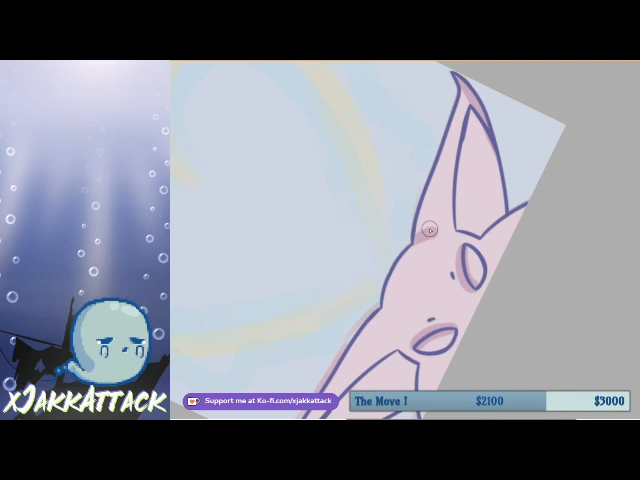 xJakkAttack
Support me at Ko-fi.com/xjakkattack
The Move ! $2100 $3000